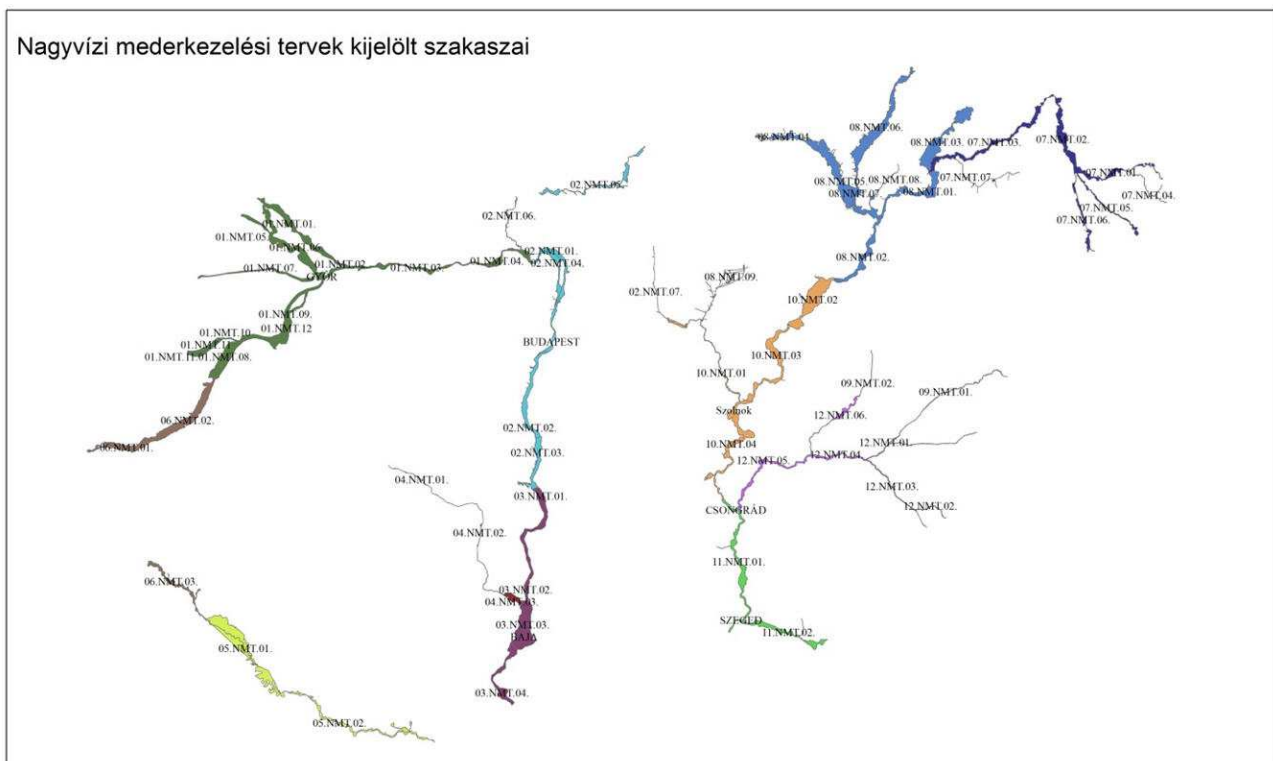 Nagyvízi mederkezelési tervek kijelölt szakaszai
08.NMT.06.
08.NMT.04.
08.NMT.03.
07.NMT.03.
07.NMT.02.
07.NMT.01.
07.NMT.04.
07.NMT.07.
08.NMT.08.
08.NMT.05.
08.NMT.07.
08.NMT.01.
07.NMT.05.
07.NMT.06.
02.NMT.05.
02.NMT.06.
01.NMT.01.
01.NMT.05.
01.NMT.06.
01.NMT.02.
01.NMT.03.
01.NMT.04.
02.NMT.01.
02.NMT.04.
01.NMT.07.
GYŐR
08.NMT.02.
08.NMT.09.
02.NMT.07.
10.NMT.02
01.NMT.09.
01.NMT.12
01.NMT.10.
01.NMT.11.
01.NMT.11.01.NMT.08.
BUDAPEST
10.NMT.03
10.NMT.01
09.NMT.02.
09.NMT.01.
Szolnok
12.NMT.06.
06.NMT.02.
06.NMT.01.
02.NMT.02.
02.NMT.03.
10.NMT.04
12.NMT.01.
12.NMT.04.
12.NMT.05.
12.NMT.03.
12.NMT.02.
04.NMT.01.
03.NMT.01.
CSONGRÁD
04.NMT.02.
11.NMT.01.
06.NMT.03.
03.NMT.02.
04.NMT.03.
03.NMT.03.
BAJA
SZEGED
11.NMT.02.
05.NMT.01.
03.NMT.04.
05.NMT.02.